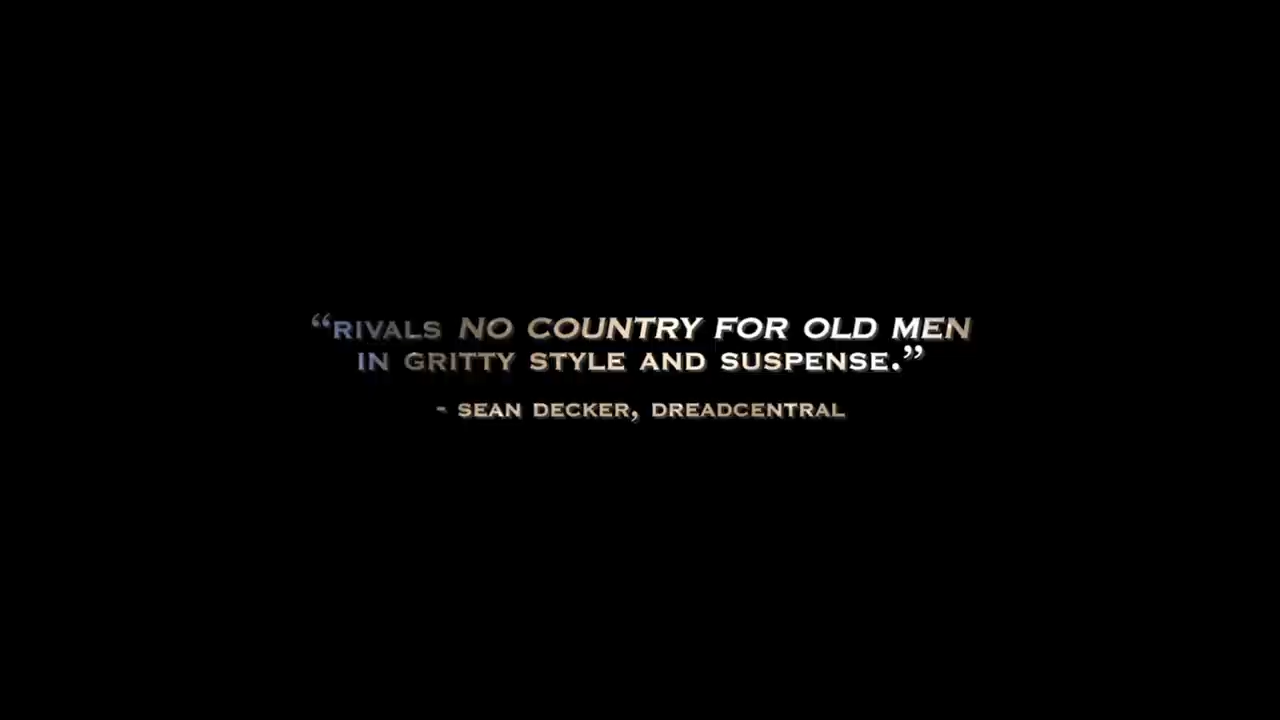 “RIVALS NO COUNTRY FOR OLD MEN
IN GRITTY STYLE AND SUSPENSE.”
- SEAN DECKER, DREADCENTRAL